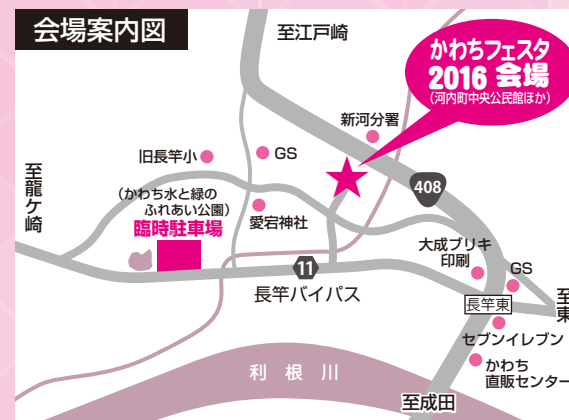 会場案内図
至江戸崎
かわちフェスタ
2016 会場
(河内町中央公民館ほか)
新河分署
旧長竿小
GS
408
至龍ケ崎
(かわち水と緑の
ふれあい公園)
臨時駐車場
愛宕神社
大成ブリキ
印刷
GS
11
長竿バイパス
長竿東
至東
セブンイレブン
利根川
かわち
直販センター
至成田